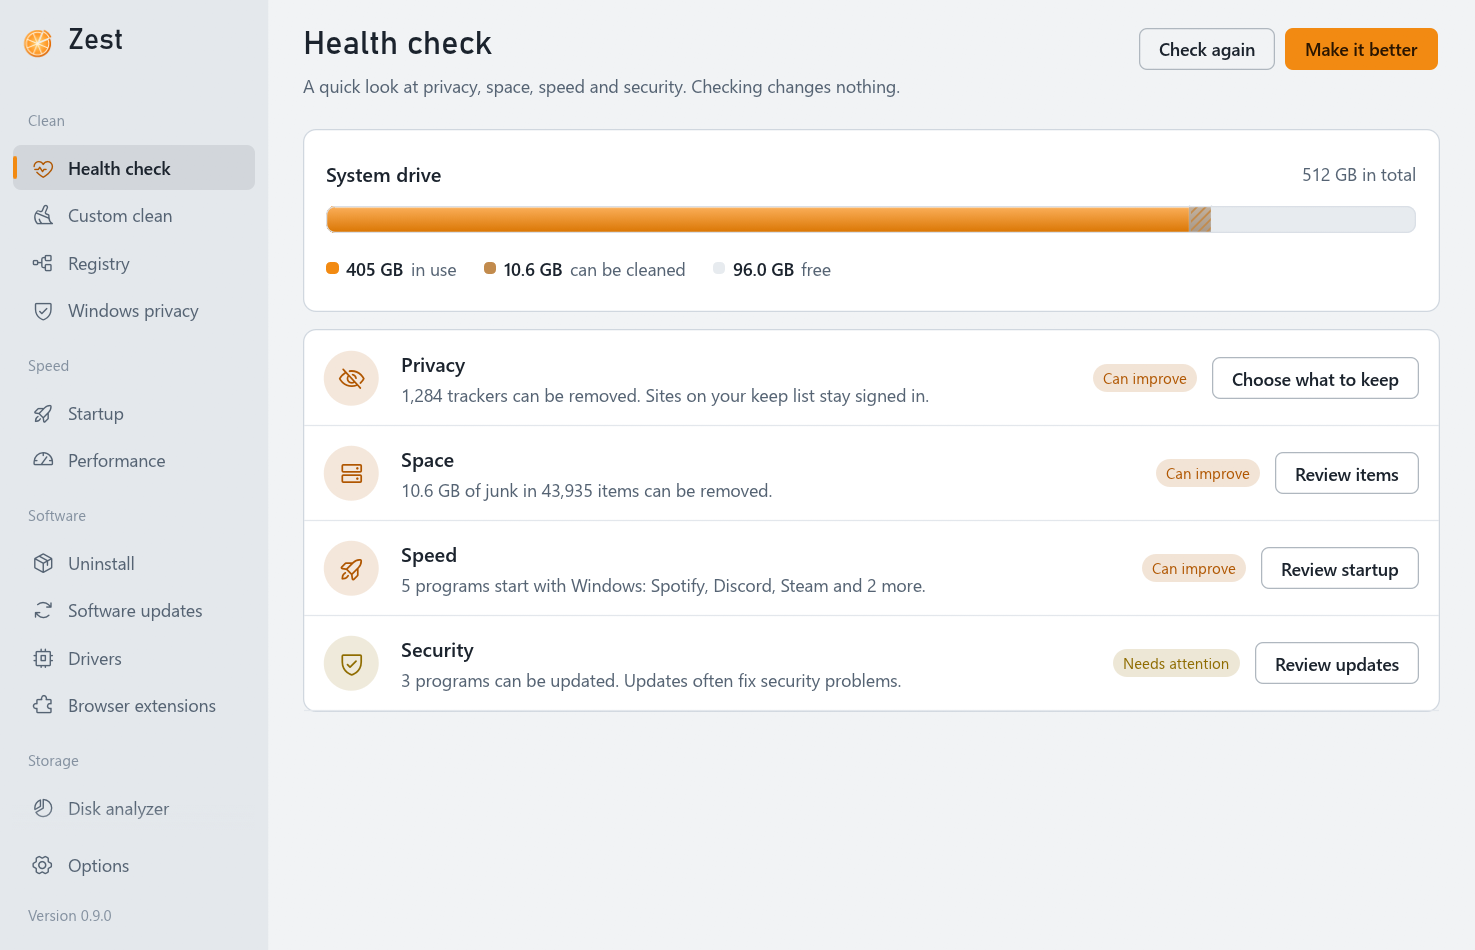 Zest
Clean
Health check
Custom clean
Registry
Windows privacy
Speed
Startup
Performance
Software
Uninstall
Software updates
Drivers
Browser extensions
Storage
Disk analyzer
Options
Version 0.9.0
Health check
A quick look at privacy, space, speed and security. Checking changes nothing.
Check again
Make it better
System drive
512 GB in total
405 GB in use
10.6 GB can be cleaned
96.0 GB free
Privacy
1,284 trackers can be removed. Sites on your keep list stay signed in.
Can improve
Choose what to keep
Space
10.6 GB of junk in 43,935 items can be removed.
Can improve
Review items
Speed
5 programs start with Windows: Spotify, Discord, Steam and 2 more.
Can improve
Review startup
Security
3 programs can be updated. Updates often fix security problems.
Needs attention
Review updates